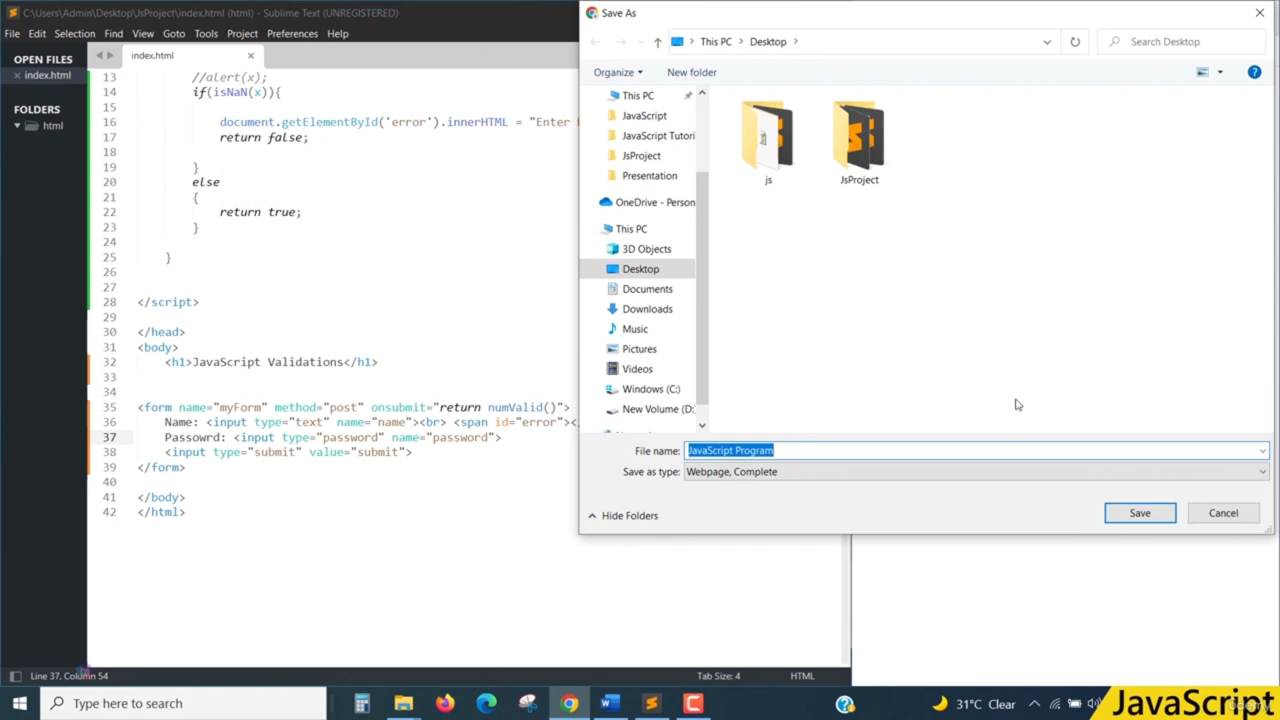 C:\Users\Admin\Desktop\JsProject\index.html (html) - Sublime Text (UNREGISTERED)
File Edit Selection Find View Goto Tools Project Preferences Help
OPEN FILES
index.html
FOLDERS
html
index.html
13 //alert(x);
14 if(isNaN(x)){
15
16 document.getElementById('error').innerHTML = "Enter
17 return false;
18
19 }
20 else
21 {
22 return true;
23 }
24
25 }
26
27
28 </script>
29
30 </head>
31 <body>
32 <h1>JavaScript Validations</h1>
33
34
35 <form name="myForm" method="post" onsubmit="return numValid()">
36 Name: <input type="text" name="name"><br> <span id="error"><
37 Passowrd: <input type="password" name="password">
38 <input type="submit" value="submit">
39 </form>
40
41 </body>
42 </html>
Line 37, Column 54
Tab Size: 4
HTML
Save As
This PC > Desktop >
Search Desktop
Organize
New folder
This PC
JavaScript
JavaScript Tutori
JsProject
Presentation
OneDrive - Person
This PC
3D Objects
Desktop
Documents
Downloads
Music
Pictures
Videos
Windows (C:)
New Volume (D:
js
JsProject
File name: JavaScript Program
Save as type: Webpage, Complete
Hide Folders
Save
Cancel
Type here to search
31°C Clear
JavaScript